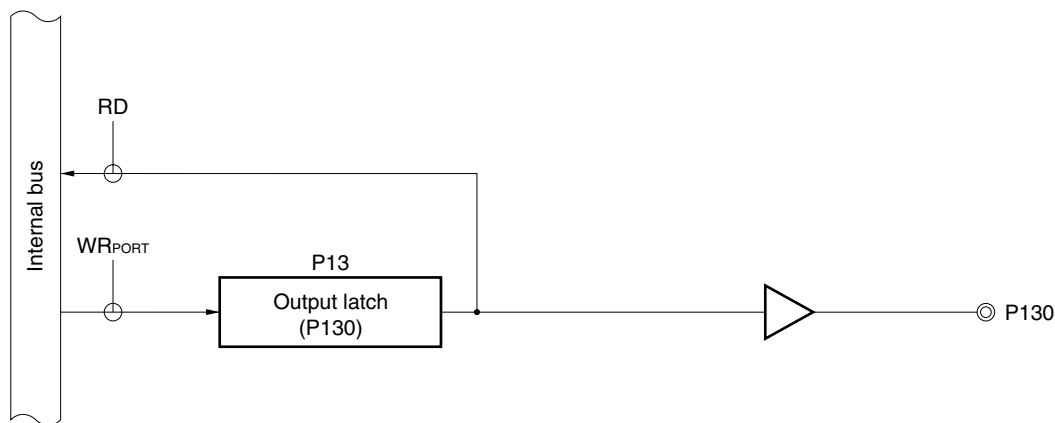 RD
Internal bus
WRPORT
P13
Output latch
(P130)
P130